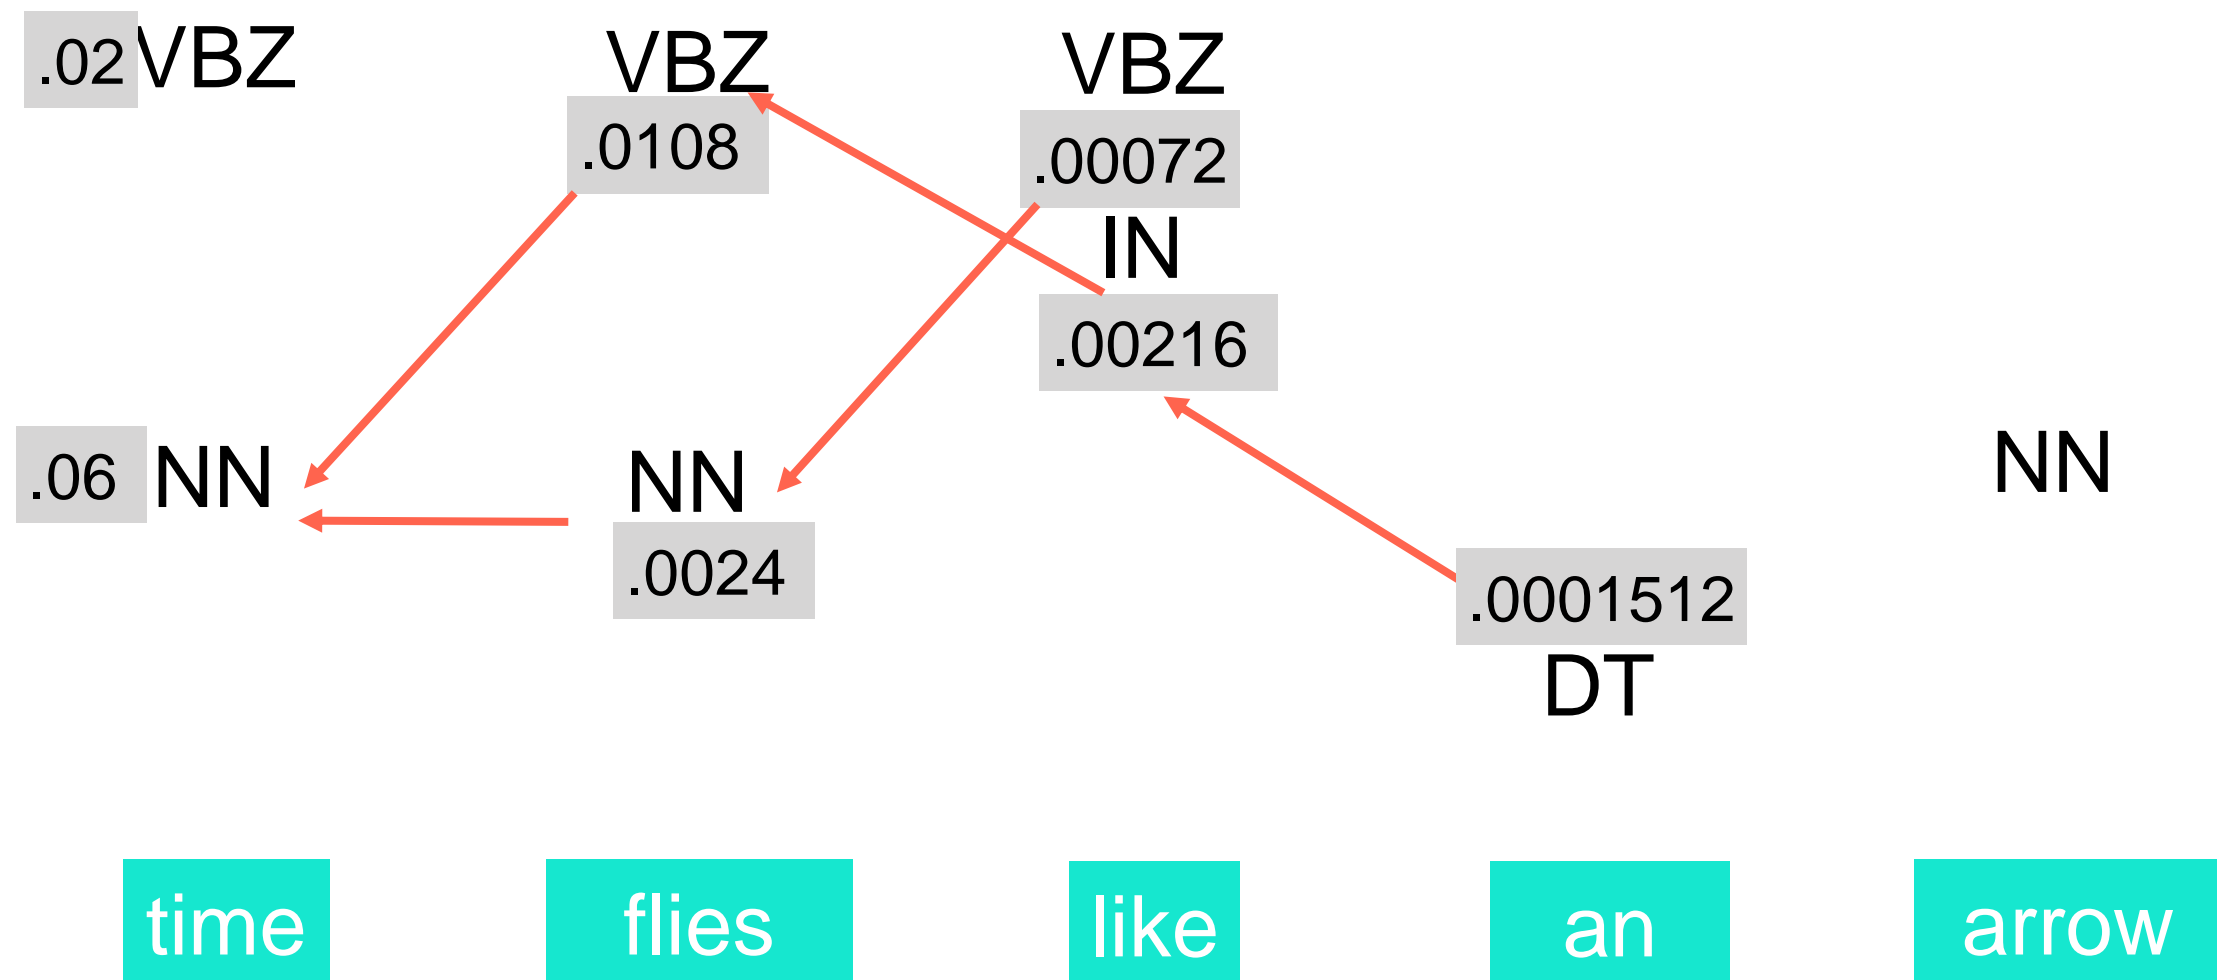 .02 VBZ VBZ VBZ
.0108 .00072
IN
.00216
.06 NN NN NN
.0024 .0001512
DT
time flies like an arrow